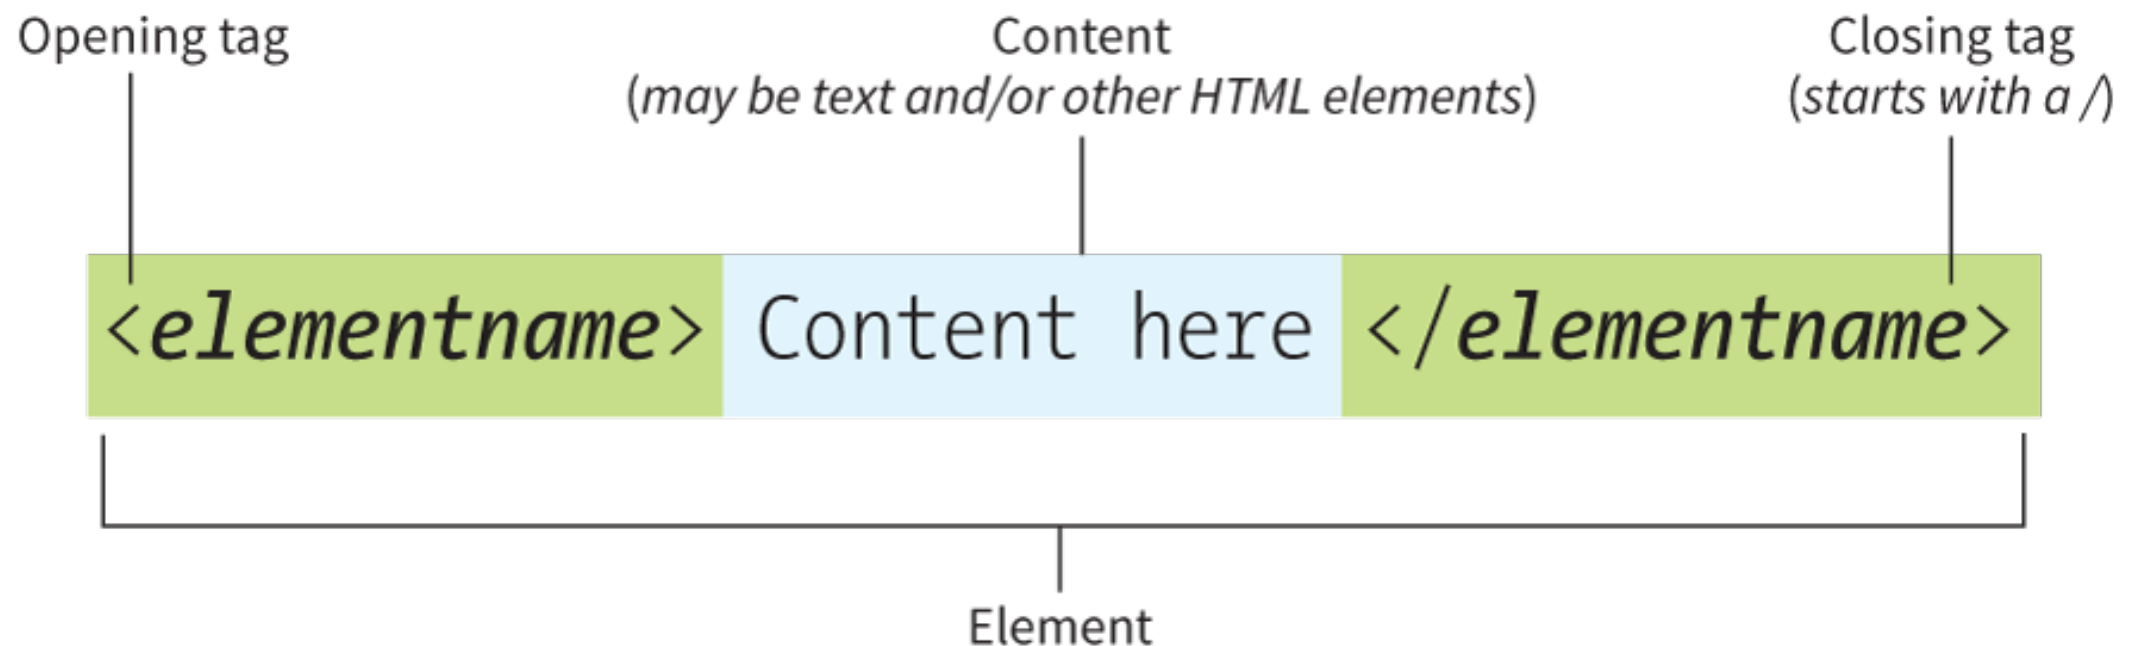 Opening tag
Content
(may be text and/or other HTML elements)
Closing tag
(starts with a /)
<elementname> Content here </elementname>
Element